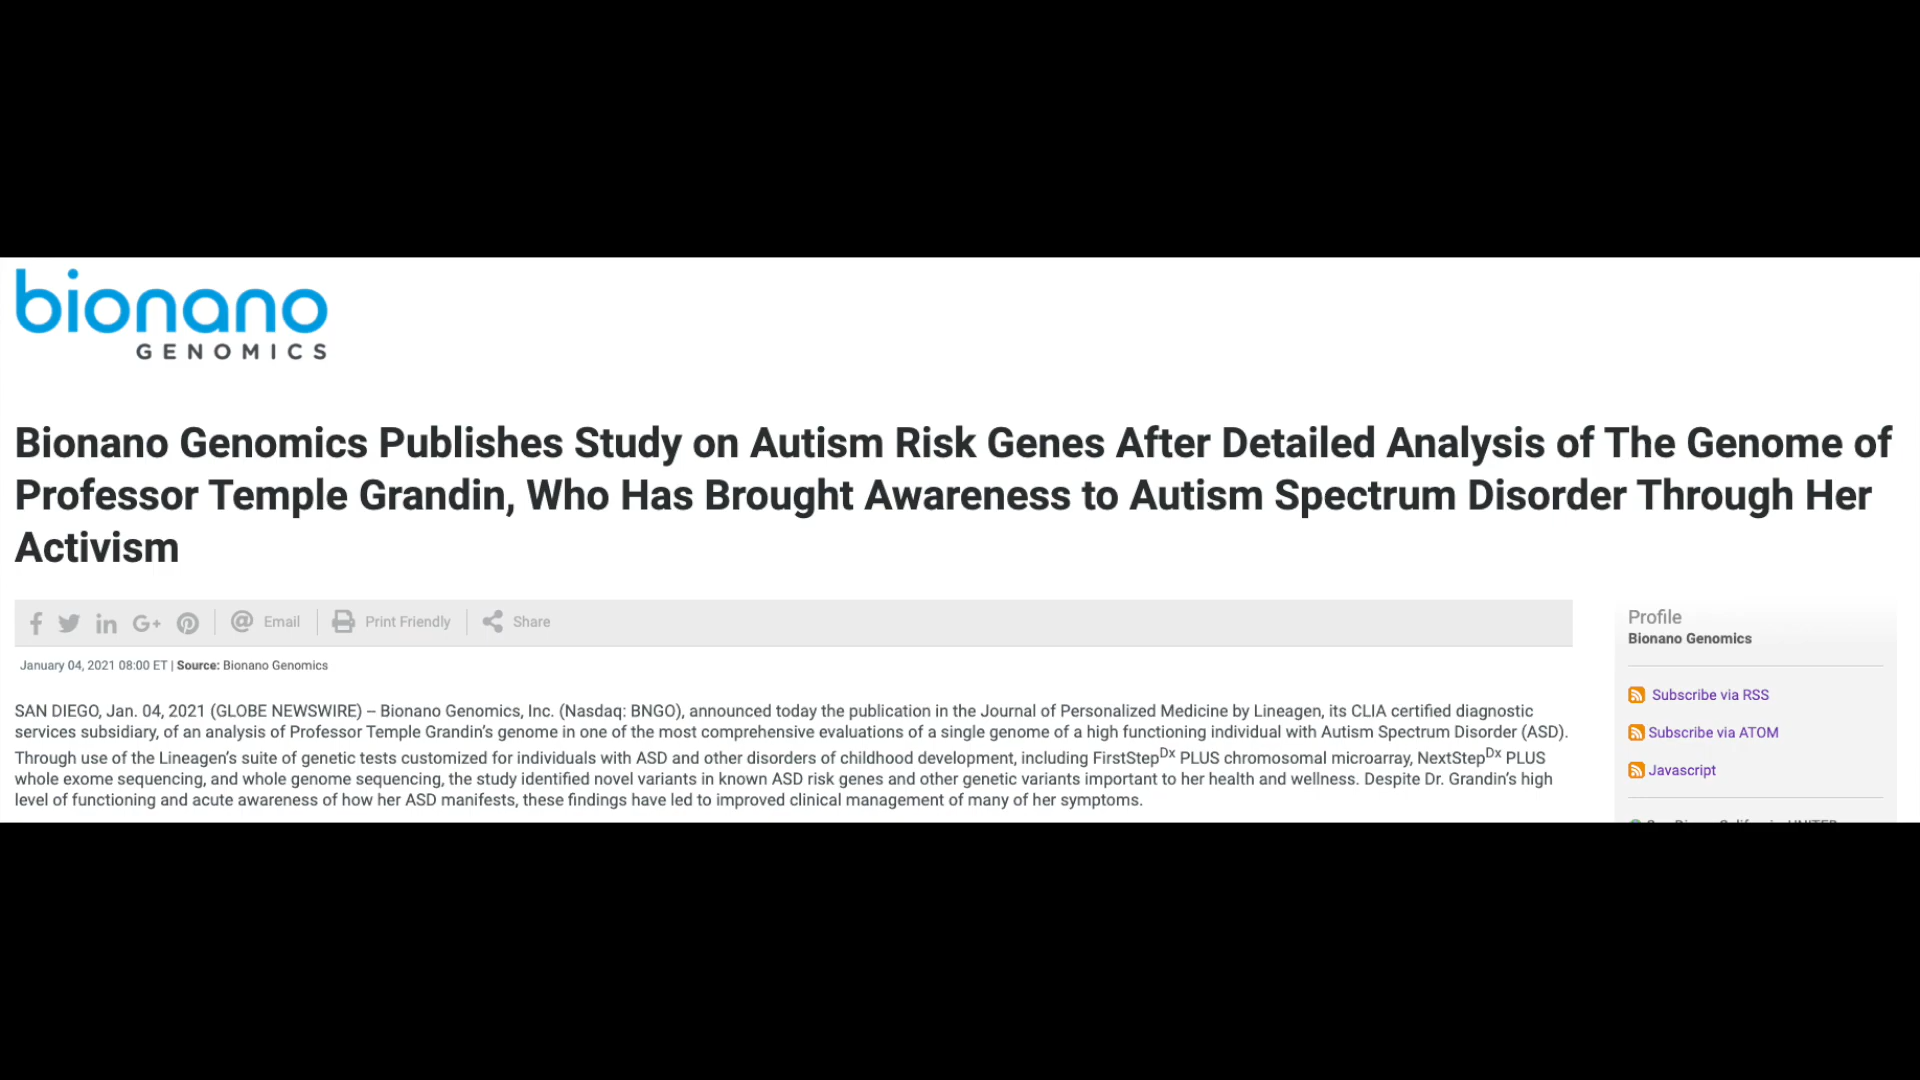 bionano
GENOMICS
Bionano Genomics Publishes Study on Autism Risk Genes After Detailed Analysis of The Genome of
Professor Temple Grandin, Who Has Brought Awareness to Autism Spectrum Disorder Through Her
Activism
Email | Print Friendly | Share
January 04, 2021 08:00 ET | Source: Bionano Genomics
SAN DIEGO, Jan. 04, 2021 (GLOBE NEWSWIRE) – Bionano Genomics, Inc. (Nasdaq: BNGO), announced today the publication in the Journal of Personalized Medicine by Lineagen, its CLIA certified diagnostic
services subsidiary, of an analysis of Professor Temple Grandin's genome in one of the most comprehensive evaluations of a single genome of a high functioning individual with Autism Spectrum Disorder (ASD).
Through use of the Lineagen's suite of genetic tests customized for individuals with ASD and other disorders of childhood development, including FirstStepDx PLUS chromosomal microarray, NextStepDx PLUS
whole exome sequencing, and whole genome sequencing, the study identified novel variants in known ASD risk genes and other genetic variants important to her health and wellness. Despite Dr. Grandin's high
level of functioning and acute awareness of how her ASD manifests, these findings have led to improved clinical management of many of her symptoms.
Profile
Bionano Genomics
Subscribe via RSS
Subscribe via ATOM
Javascript